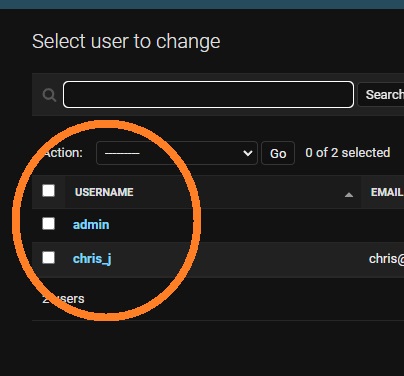 Select user to change
Search
Action: --------- Go 0 of 2 selected
USERNAME EMAIL
admin
chris_j chris@
2 users